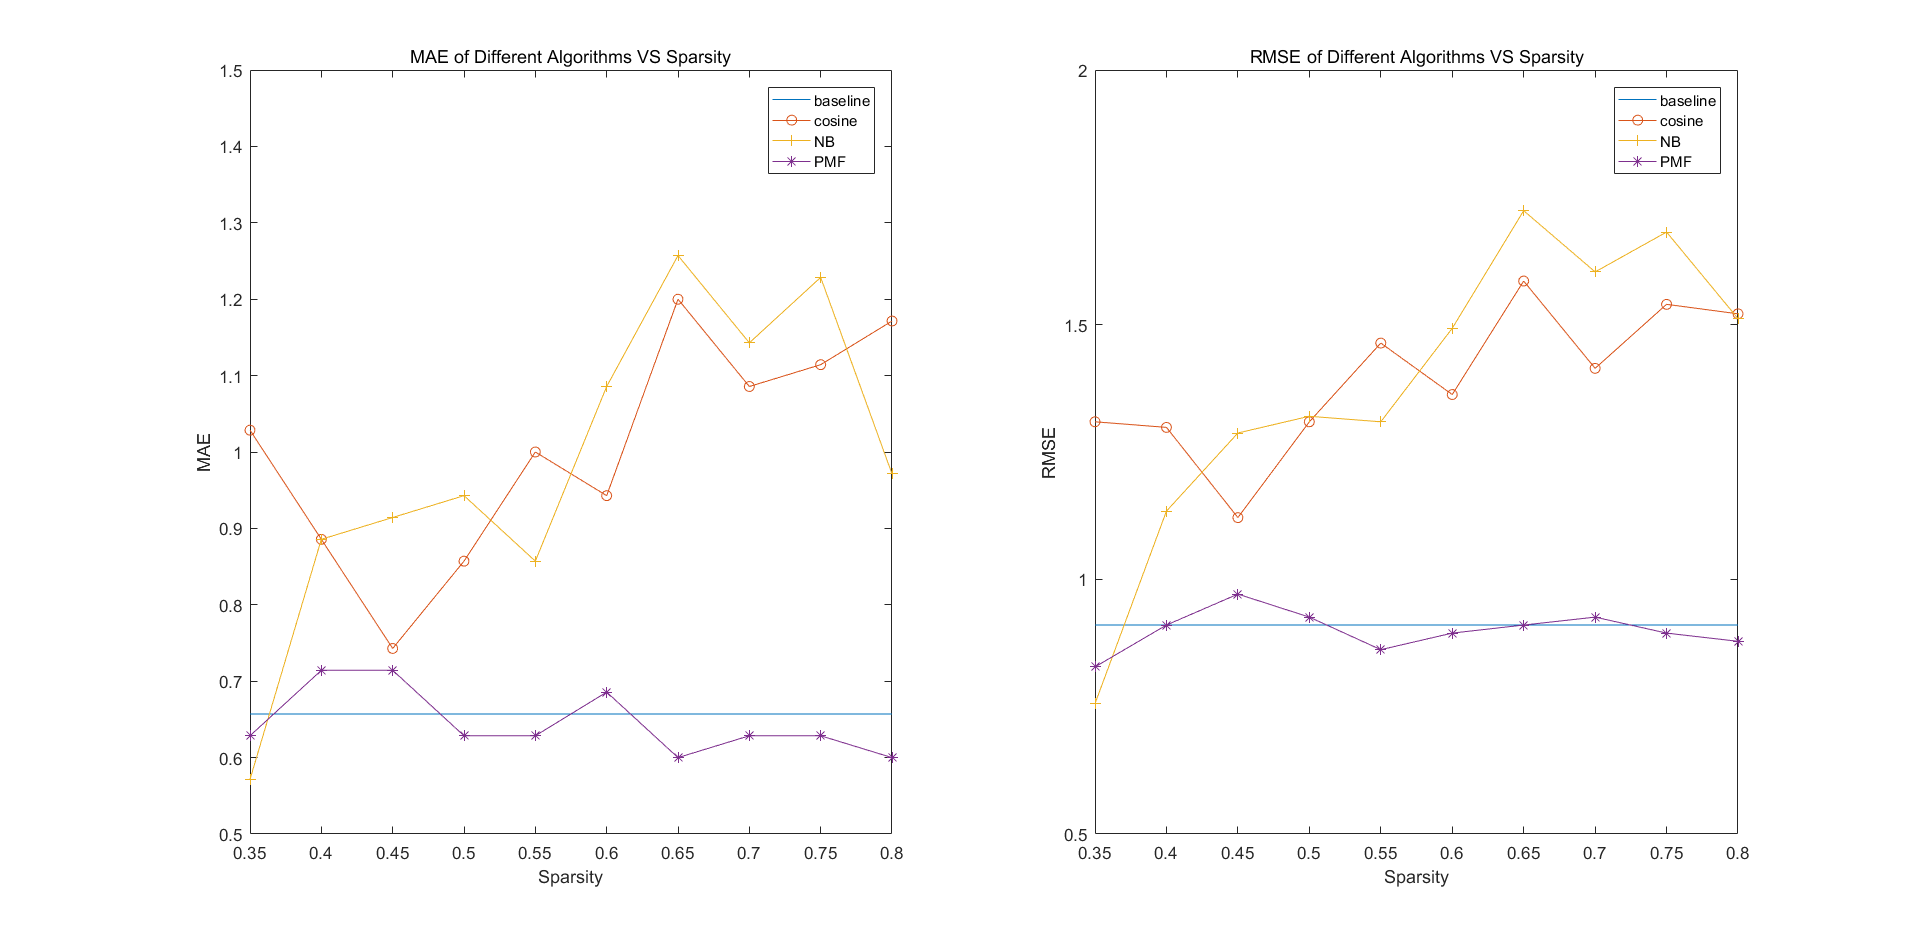 MAE of Different Algorithms VS Sparsity
1.5
1.4
1.3
1.2
1.1
1
0.9
0.8
0.7
0.6
0.5
MAE
baseline
cosine
NB
PMF
0.35 0.4 0.45 0.5 0.55 0.6 0.65 0.7 0.75 0.8
Sparsity
RMSE of Different Algorithms VS Sparsity
2
1.5
1
0.5
RMSE
baseline
cosine
NB
PMF
0.35 0.4 0.45 0.5 0.55 0.6 0.65 0.7 0.75 0.8
Sparsity